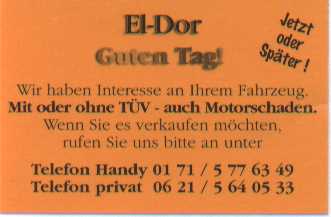 El-Dor
Jetzt
oder
Später !
Guten Tag!
Wir haben Interesse an Ihrem Fahrzeug.
Mit oder ohne TÜV - auch Motorschaden.
Wenn Sie es verkaufen möchten,
rufen Sie uns bitte an unter
Telefon Handy 01 71 / 5 77 63 49
Telefon privat 06 21 / 5 64 05 33